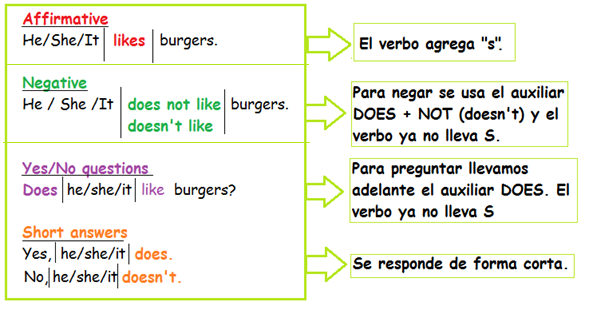 Affirmative
He/She/It likes burgers.
El verbo agrega "s".
Negative
He / She /It does not like burgers.
doesn't like
Para negar se usa el auxiliar
DOES + NOT (doesn't) y el
verbo ya no lleva S.
Yes/No questions
Does he/she/it like burgers?
Para preguntar llevamos
adelante el auxiliar DOES. El
verbo ya no lleva S
Short answers
Yes, he/she/it does.
No, he/she/it doesn't.
Se responde de forma corta.